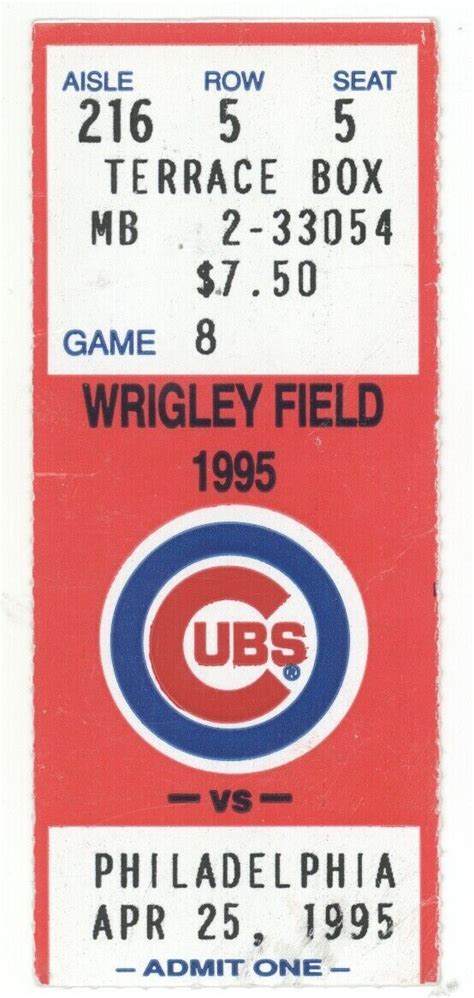 AISLE ROW SEAT
216 5 5
TERRACE BOX
MB 2-33054
$7.50
GAME 8
WRIGLEY FIELD
1995
CUBS®
- VS -
PHILADELPHIA
APR 25, 1995
- ADMIT ONE -